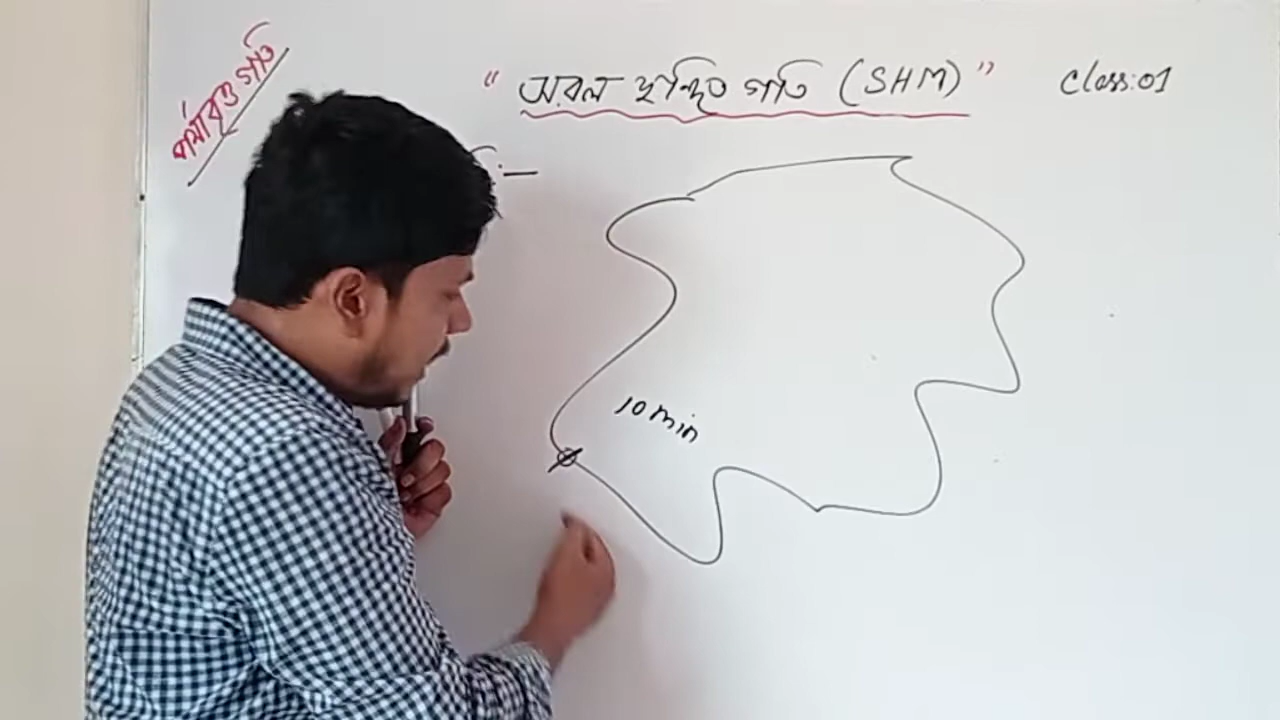 পর্যাবৃত্ত গতি
" সরল ছন্দিত গতি (SHM) "
Class:01
10 min